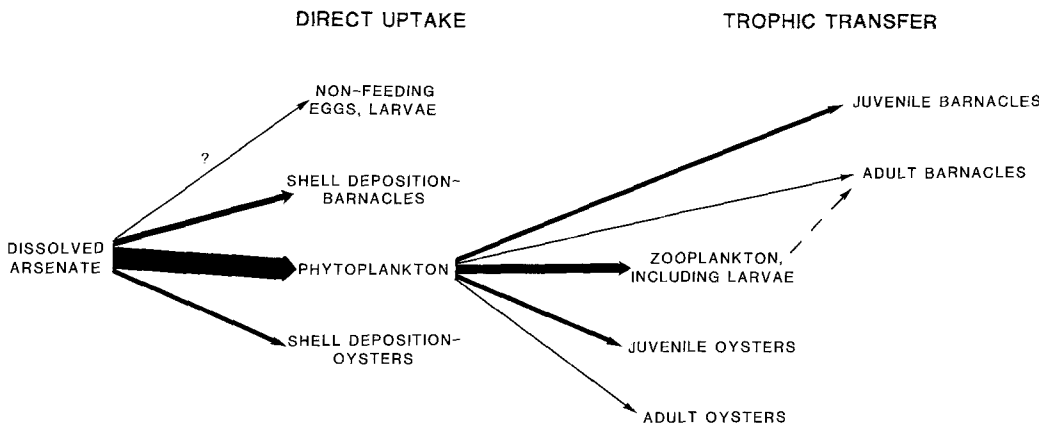 DIRECT UPTAKE
TROPHIC TRANSFER
NON-FEEDING
EGGS, LARVAE
?
SHELL DEPOSITION-
BARNACLES
DISSOLVED
ARSENATE
PHYTOPLANKTON
SHELL DEPOSITION-
OYSTERS
JUVENILE BARNACLES
ADULT BARNACLES
ZOOPLANKTON,
INCLUDING LARVAE
JUVENILE OYSTERS
ADULT OYSTERS